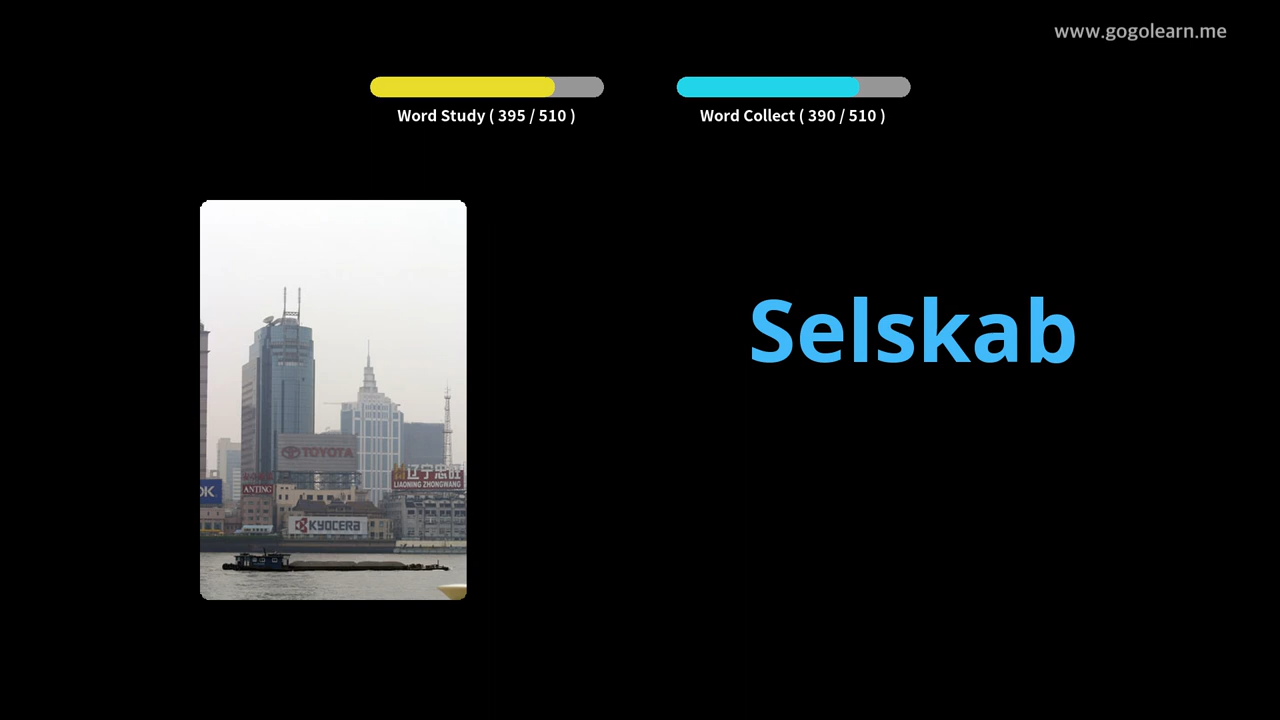 www.gogolearn.me
Word Study ( 395 / 510 )
Word Collect ( 390 / 510 )
Selskab
TOYOTA
辽宁忠旺
LIAONING ZHONGWANG
ANTING
KYOCERA